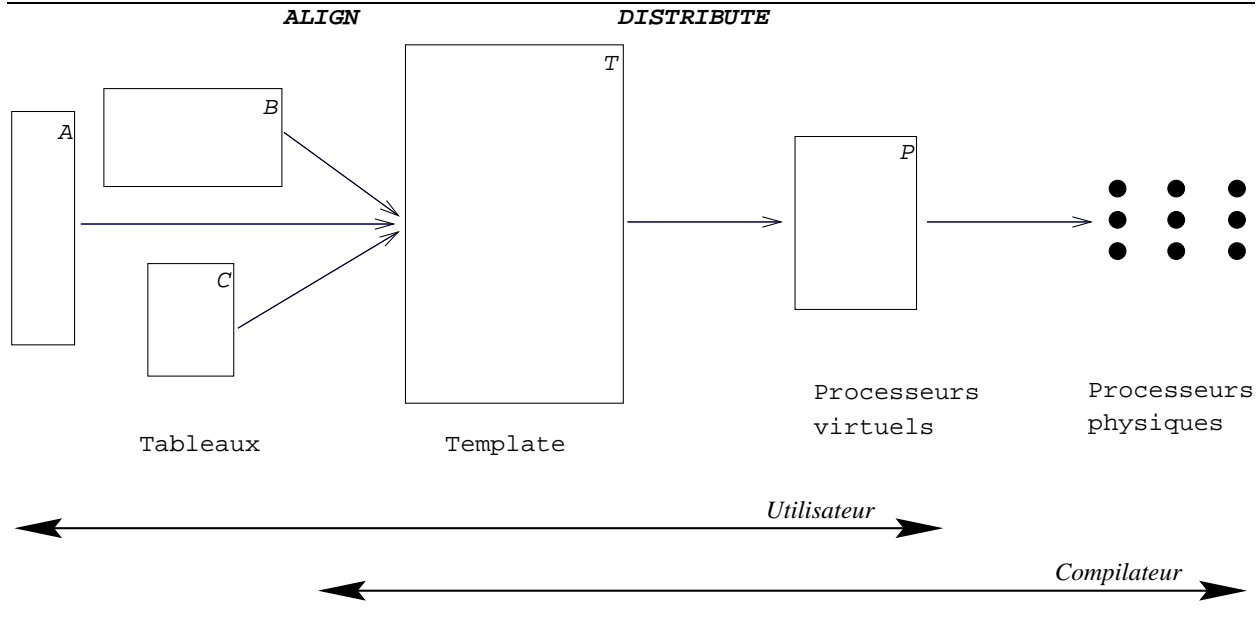 ALIGN
DISTRIBUTE
A
B
C
T
P
Tableaux
Template
Processeurs
virtuels
Processeurs
physiques
Utilisateur
Compilateur